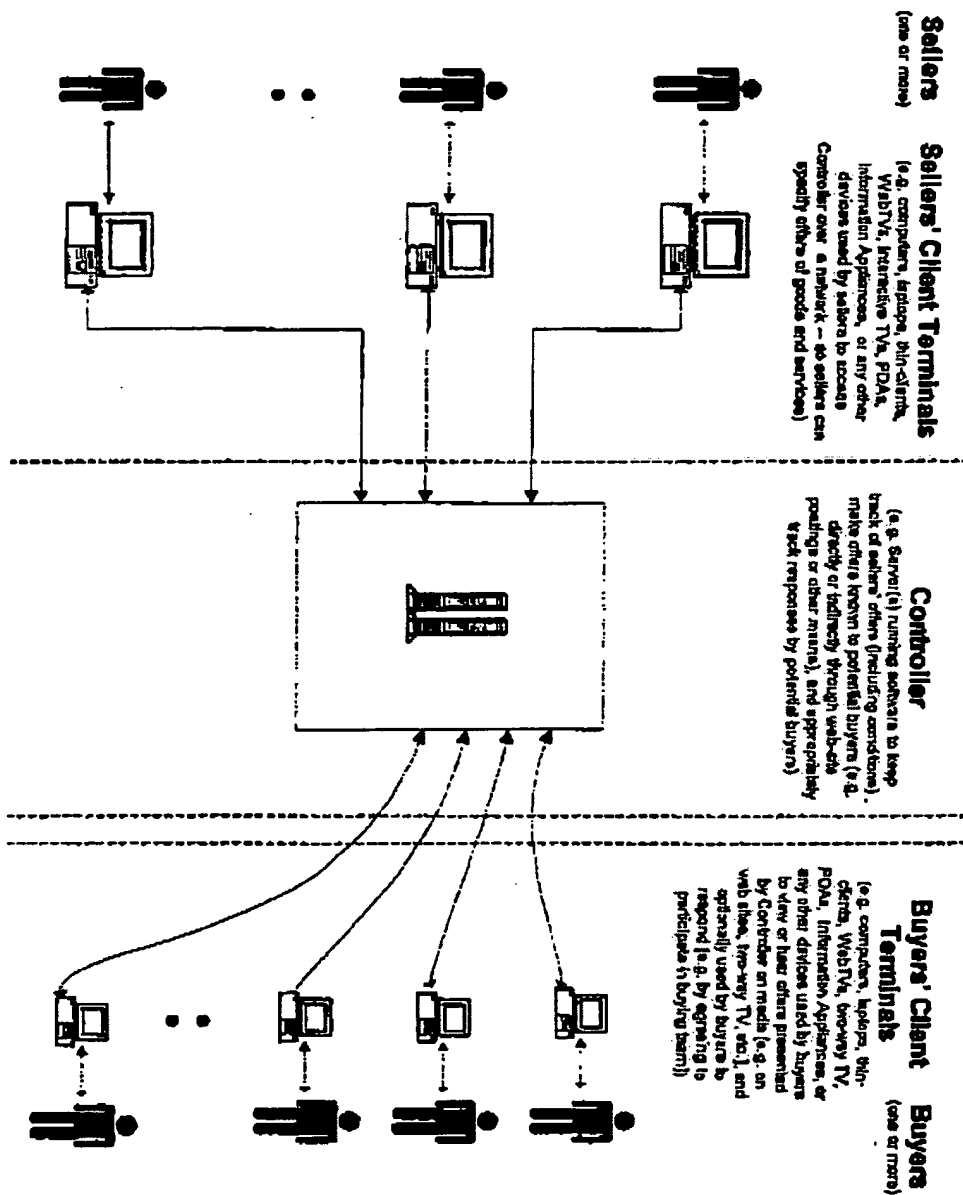 Sellers
(one or more)
Sellers' Client Terminals
(e.g. computers, laptops, thin-clients,
WebTVs, Interactive TVs, PDAs,
Information Appliances, or any other
devices used by sellers to access
Controller over a network -- so sellers can
specify offers of goods and services)
Controller
(e.g. Server(s) running software to keep
track of sellers' offers (including conditions),
make offers known to potential buyers (e.g.
directly or indirectly through web-site
postings or other means), and appropriately
track responses by potential buyers)
Buyers' Client
Terminals
(e.g. computers, laptops, thin-
clients, WebTVs, two-way TV,
PDAs, Information Appliances, or
any other devices used by buyers
to view or hear offers presented
by Controller on media [e.g. on
web sites, two-way TV, etc.], and
optionally used by buyers to
respond [e.g. by agreeing to
participate in buying team])
Buyers
(one or more)